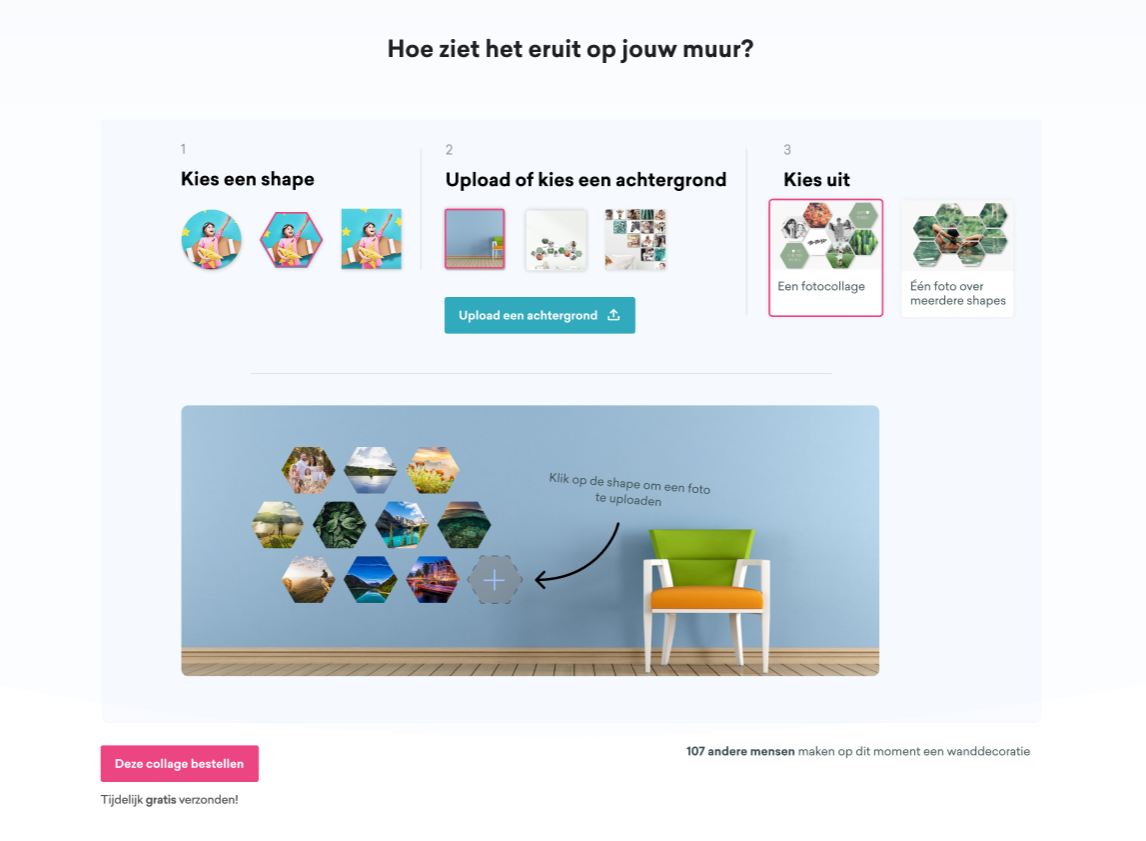 Hoe ziet het eruit op jouw muur?
1
Kies een shape
2
Upload of kies een achtergrond
Upload een achtergrond
3
Kies uit
Een fotocollage
Één foto over
meerdere shapes
Klik op de shape om een foto
te uploaden
Deze collage bestellen
Tijdelijk gratis verzonden!
107 andere mensen maken op dit moment een wanddecoratie